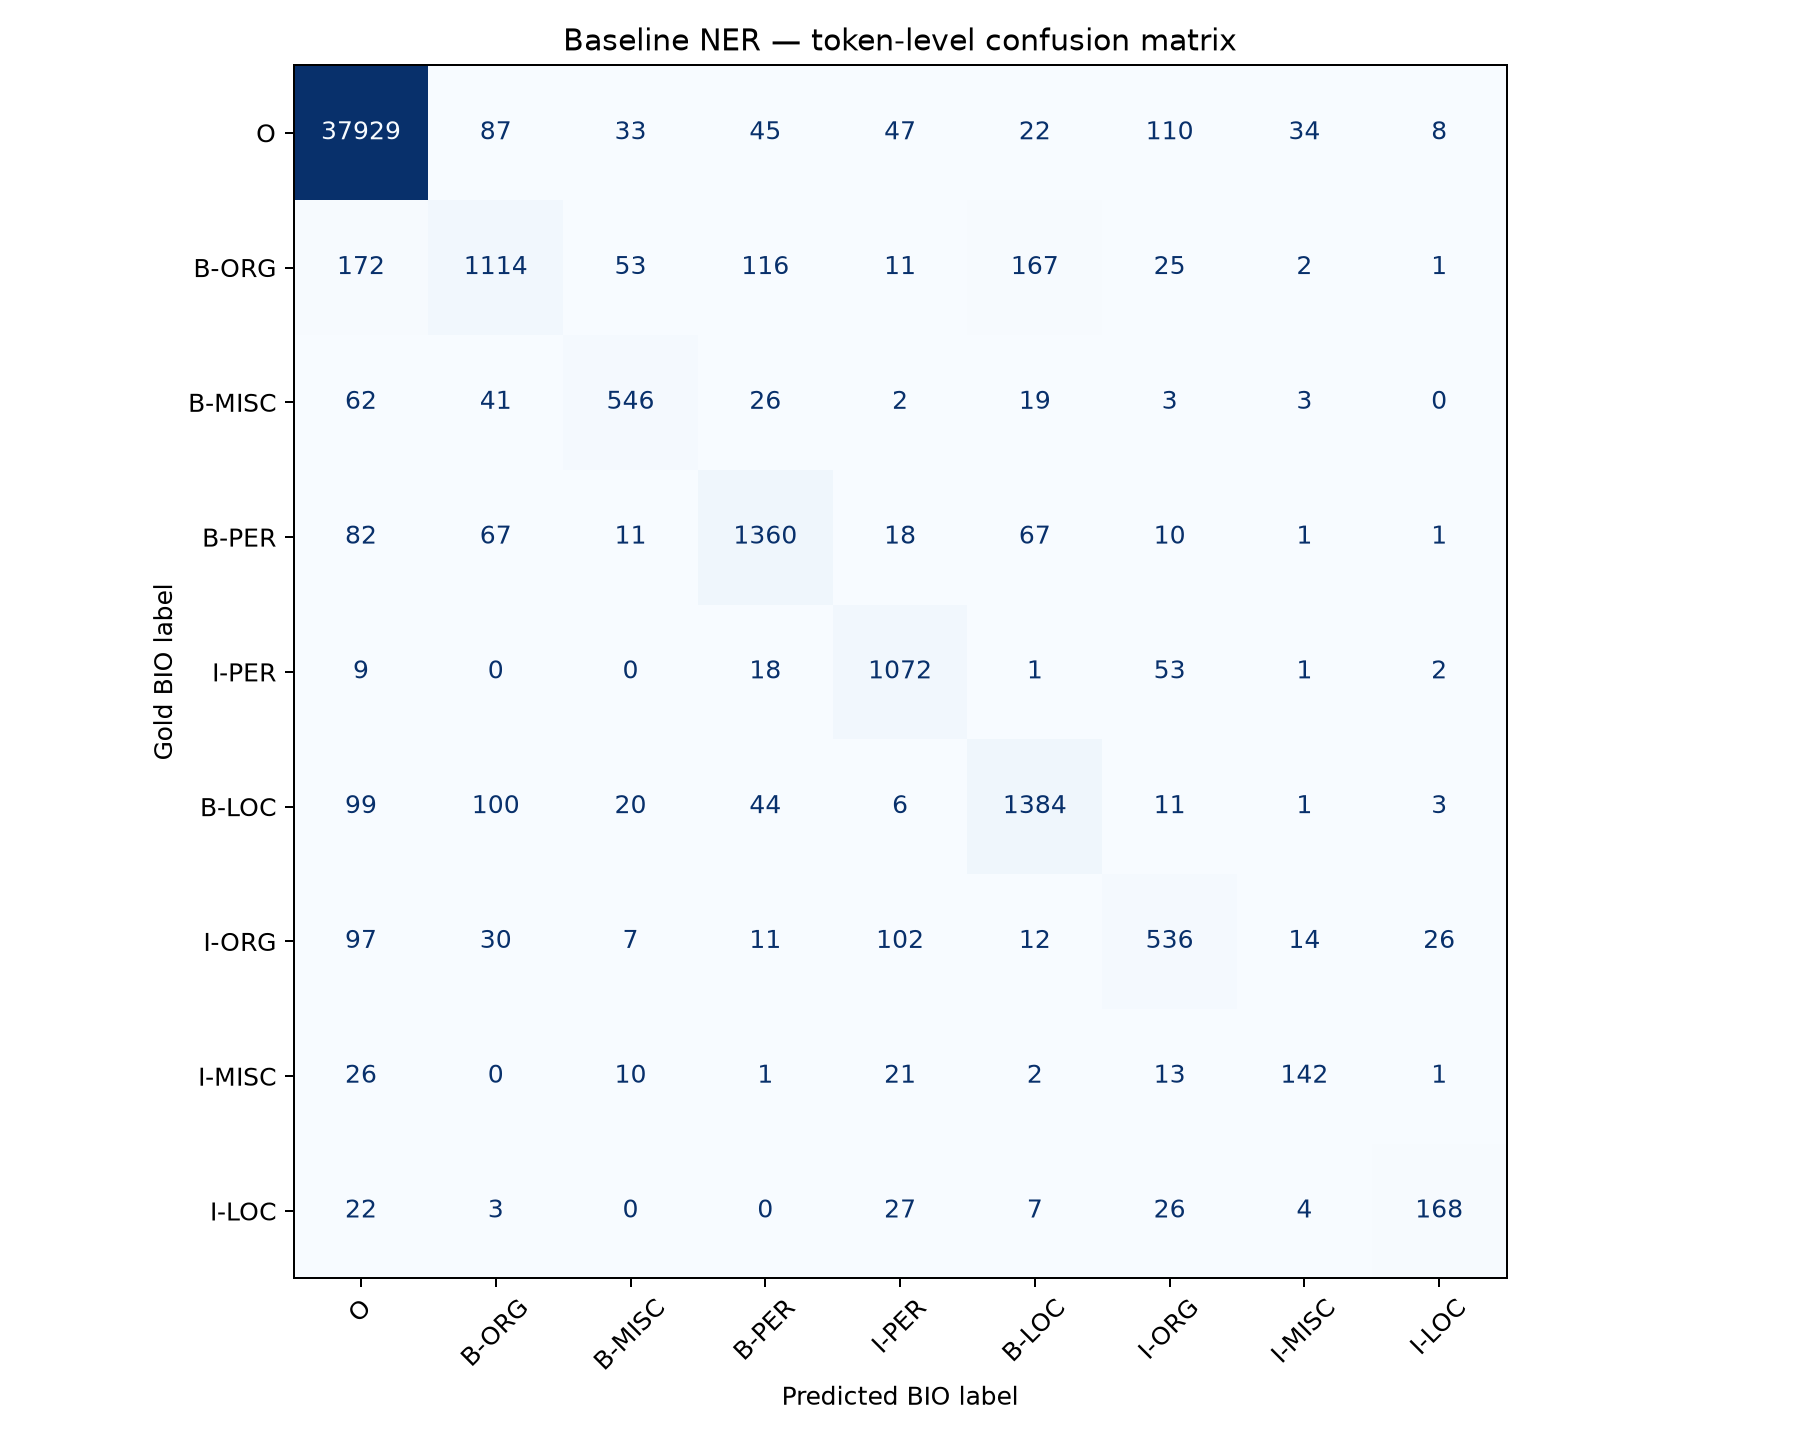 Baseline NER — token-level confusion matrix
O 37929 87 33 45 47 22 110 34 8
B-ORG 172 1114 53 116 11 167 25 2 1
B-MISC 62 41 546 26 2 19 3 3 0
B-PER 82 67 11 1360 18 67 10 1 1
I-PER 9 0 0 18 1072 1 53 1 2
B-LOC 99 100 20 44 6 1384 11 1 3
I-ORG 97 30 7 11 102 12 536 14 26
I-MISC 26 0 10 1 21 2 13 142 1
I-LOC 22 3 0 0 27 7 26 4 168
Gold BIO label
O B-ORG B-MISC B-PER I-PER B-LOC I-ORG I-MISC I-LOC
Predicted BIO label